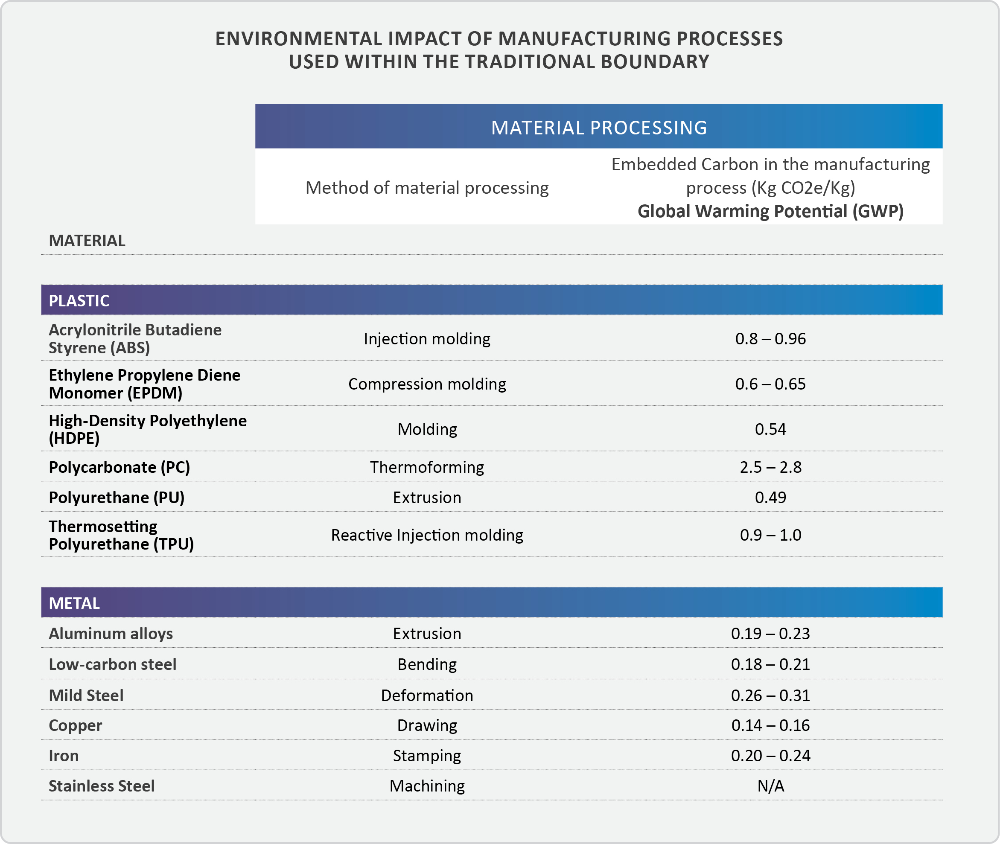 ENVIRONMENTAL IMPACT OF MANUFACTURING PROCESSES
USED WITHIN THE TRADITIONAL BOUNDARY
MATERIAL PROCESSING
Method of material processing
Embedded Carbon in the manufacturing
process (Kg CO2e/Kg)
Global Warming Potential (GWP)
MATERIAL
PLASTIC
Acrylonitrile Butadiene
Styrene (ABS)
Injection molding
0.8 – 0.96
Ethylene Propylene Diene
Monomer (EPDM)
Compression molding
0.6 – 0.65
High-Density Polyethylene
(HDPE)
Molding
0.54
Polycarbonate (PC)
Thermoforming
2.5 – 2.8
Polyurethane (PU)
Extrusion
0.49
Thermosetting
Polyurethane (TPU)
Reactive Injection molding
0.9 – 1.0
METAL
Aluminum alloys
Extrusion
0.19 – 0.23
Low-carbon steel
Bending
0.18 – 0.21
Mild Steel
Deformation
0.26 – 0.31
Copper
Drawing
0.14 – 0.16
Iron
Stamping
0.20 – 0.24
Stainless Steel
Machining
N/A